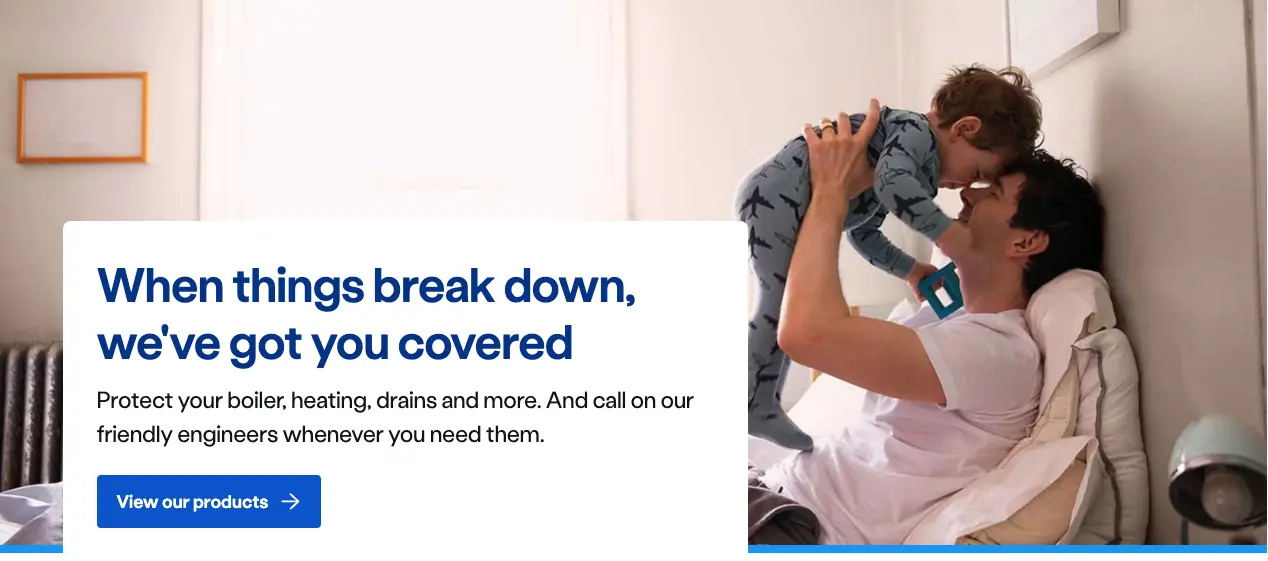 When things break down,
we've got you covered
Protect your boiler, heating, drains and more. And call on our
friendly engineers whenever you need them.
View our products →